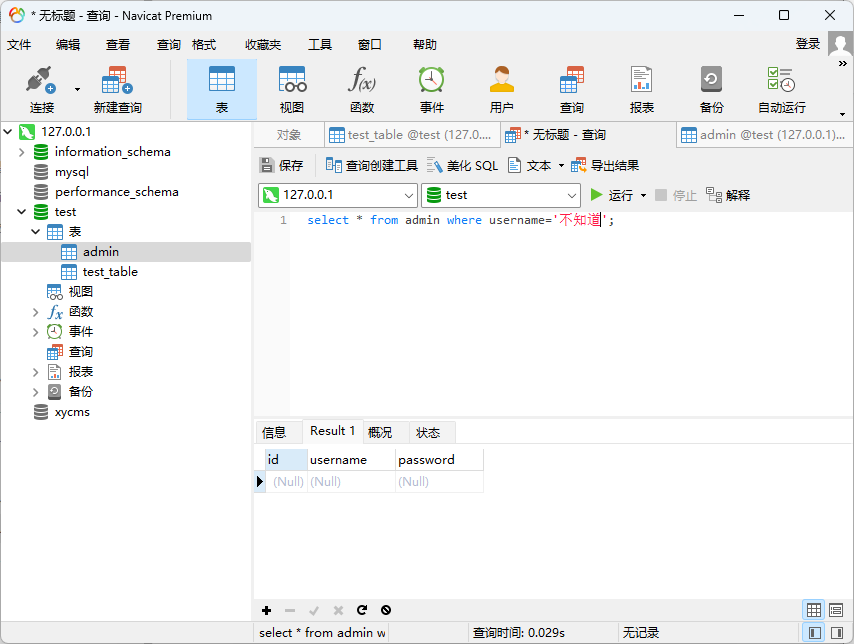 * 无标题 - 查询 - Navicat Premium
文件 编辑 查看 查询 格式 收藏夹 工具 窗口 帮助 登录
连接 新建查询 表 视图 函数 事件 用户 查询 报表 备份 自动运行
127.0.0.1
information_schema
mysql
performance_schema
test
表
admin
test_table
视图
函数
事件
查询
报表
备份
xycms
对象 test_table @test (127.0.... * 无标题 - 查询 admin @test (127.0.0.1)...
保存 查询创建工具 美化 SQL 文本 导出结果
127.0.0.1 test 运行 停止 解释
1 select * from admin where username='不知道';
信息 Result 1 概况 状态
id username password
(Null) (Null) (Null)
select * from admin w 查询时间: 0.029s 无记录